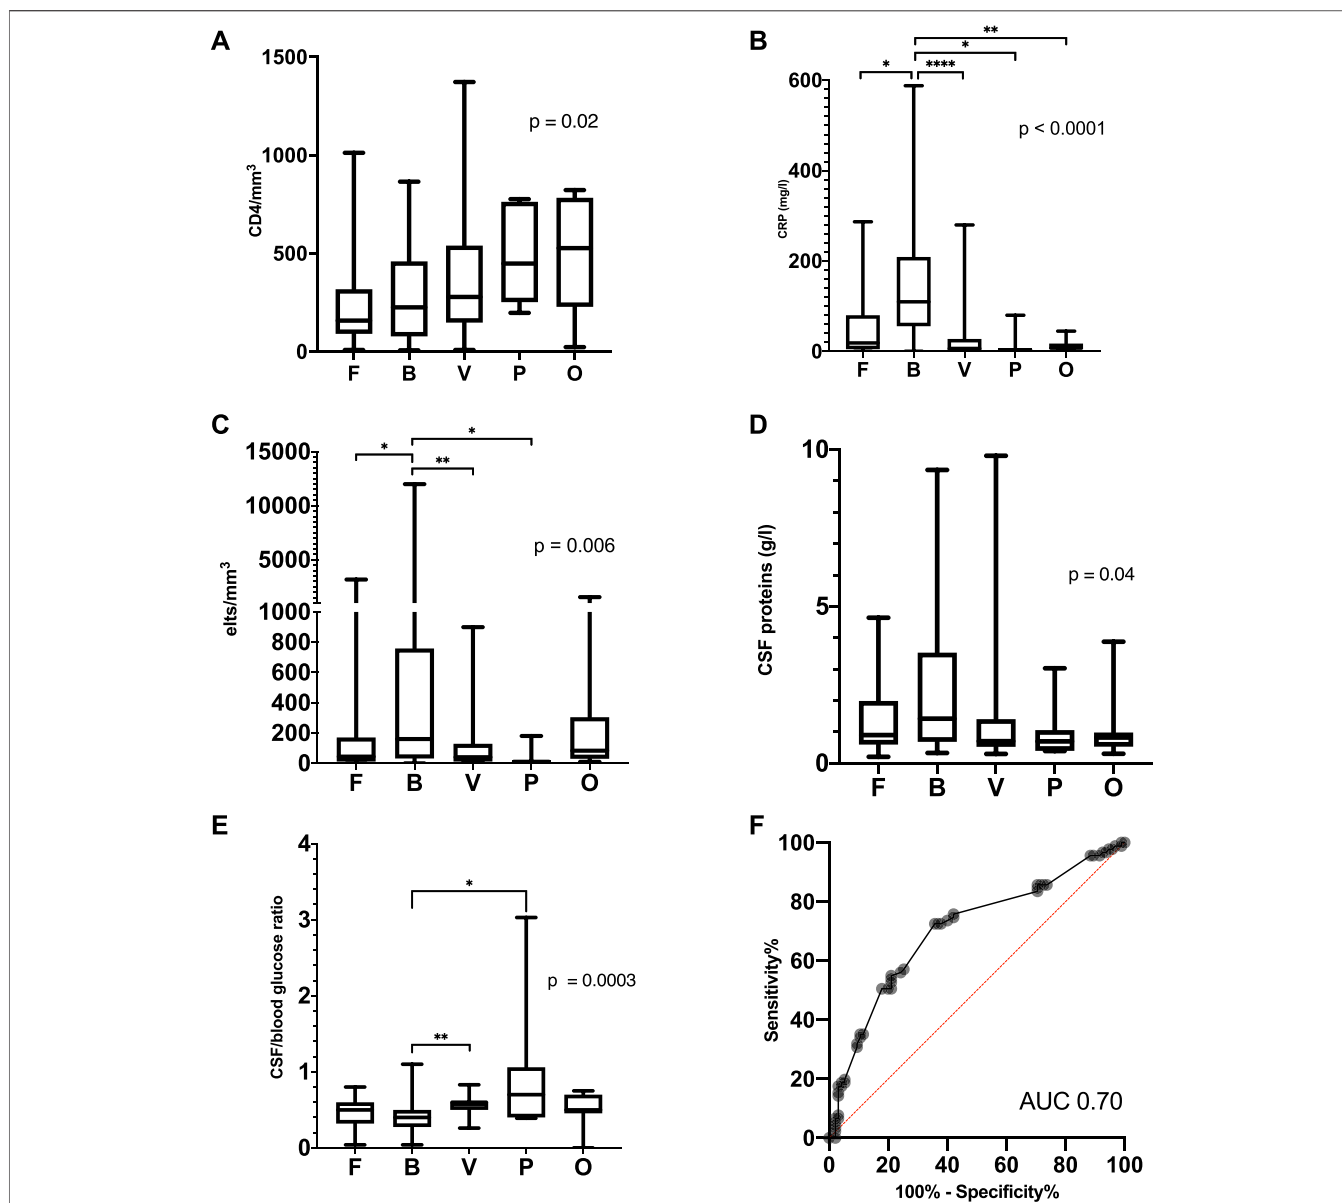 A
1500
1000
500
0
CD4/mm3
p = 0.02
F B V P O
B
**
*
* ****
600
400
200
0
CRP (mg/l)
p < 0.0001
F B V P O
C
*
*
**
15000
10000
5000
1000
800
600
400
200
0
elts/mm3
p = 0.006
F B V P O
D
10
5
0
CSF proteins (g/l)
p = 0.04
F B V P O
E
4
3
2
1
0
CSF/blood glucose ratio
*
**
p = 0.0003
F B V P O
F
100
80
60
40
20
0
Sensitivity%
AUC 0.70
0 20 40 60 80 100
100% - Specificity%